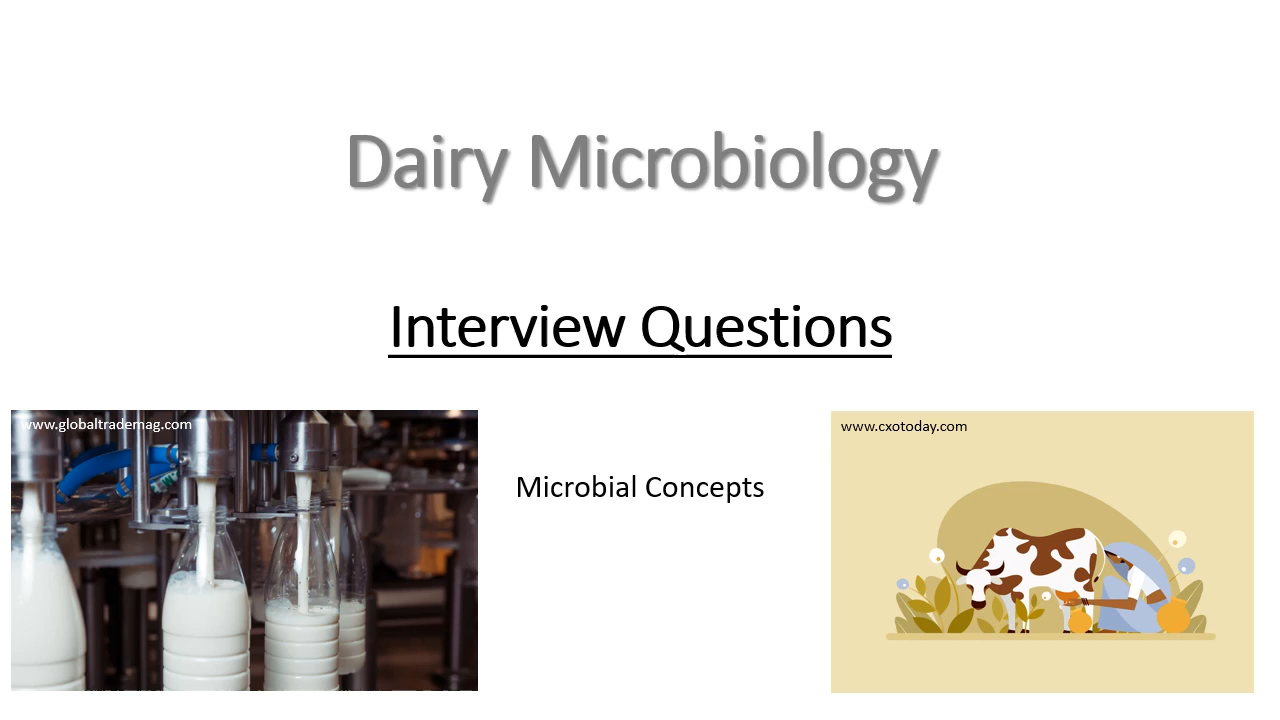 Dairy Microbiology
Interview Questions
www.globaltrademag.com
www.cxotoday.com
Microbial Concepts